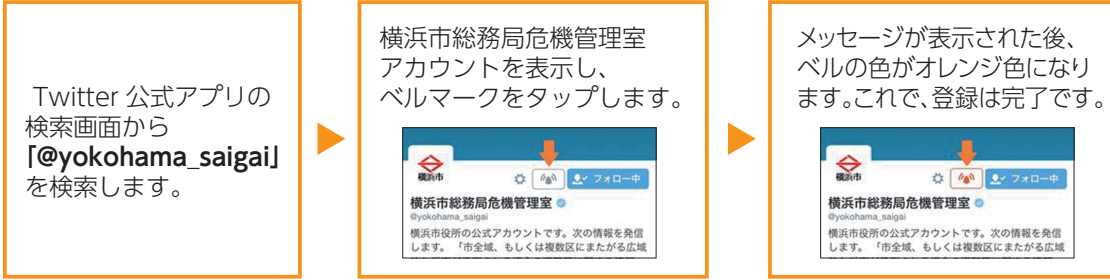 Twitter 公式アプリの
検索画面から
「@yokohama_saigai」
を検索します。
横浜市総務局危機管理室
アカウントを表示し、
ベルマークをタップします。
横浜市
フォロー中
横浜市総務局危機管理室
@yokohama_saigai
横浜市役所の公式アカウントです。次の情報を発信
します。「市全域、もしくは複数区にまたがる広域
メッセージが表示された後、
ベルの色がオレンジ色になり
ます。これで、登録は完了です。
横浜市
フォロー中
横浜市総務局危機管理室
@yokohama_saigai
横浜市役所の公式アカウントです。次の情報を発信
します。「市全域、もしくは複数区にまたがる広域